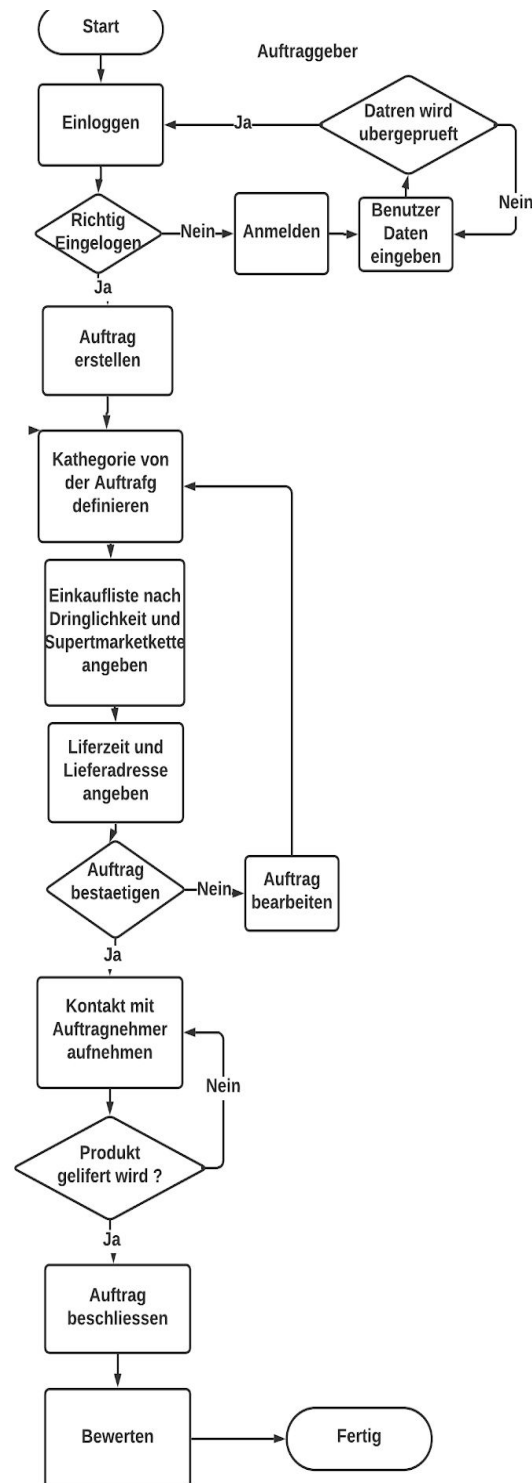 Start
Auftraggeber
Einloggen
Ja
Datren wird
ubergeprueft
Nein
Richtig
Eingelogen
Nein
Anmelden
Benutzer
Daten
eingeben
Ja
Auftrag
erstellen
Kathegorie von
der Auftrafg
definieren
Einkaufliste nach
Dringlichkeit und
Supertmarketkette
angeben
Liferzeit und
Lieferadresse
angeben
Auftrag
bestaetigen
Nein
Auftrag
bearbeiten
Ja
Kontakt mit
Auftragnehmer
aufnehmen
Nein
Produkt
gelifert wird ?
Ja
Auftrag
beschliessen
Bewerten
Fertig